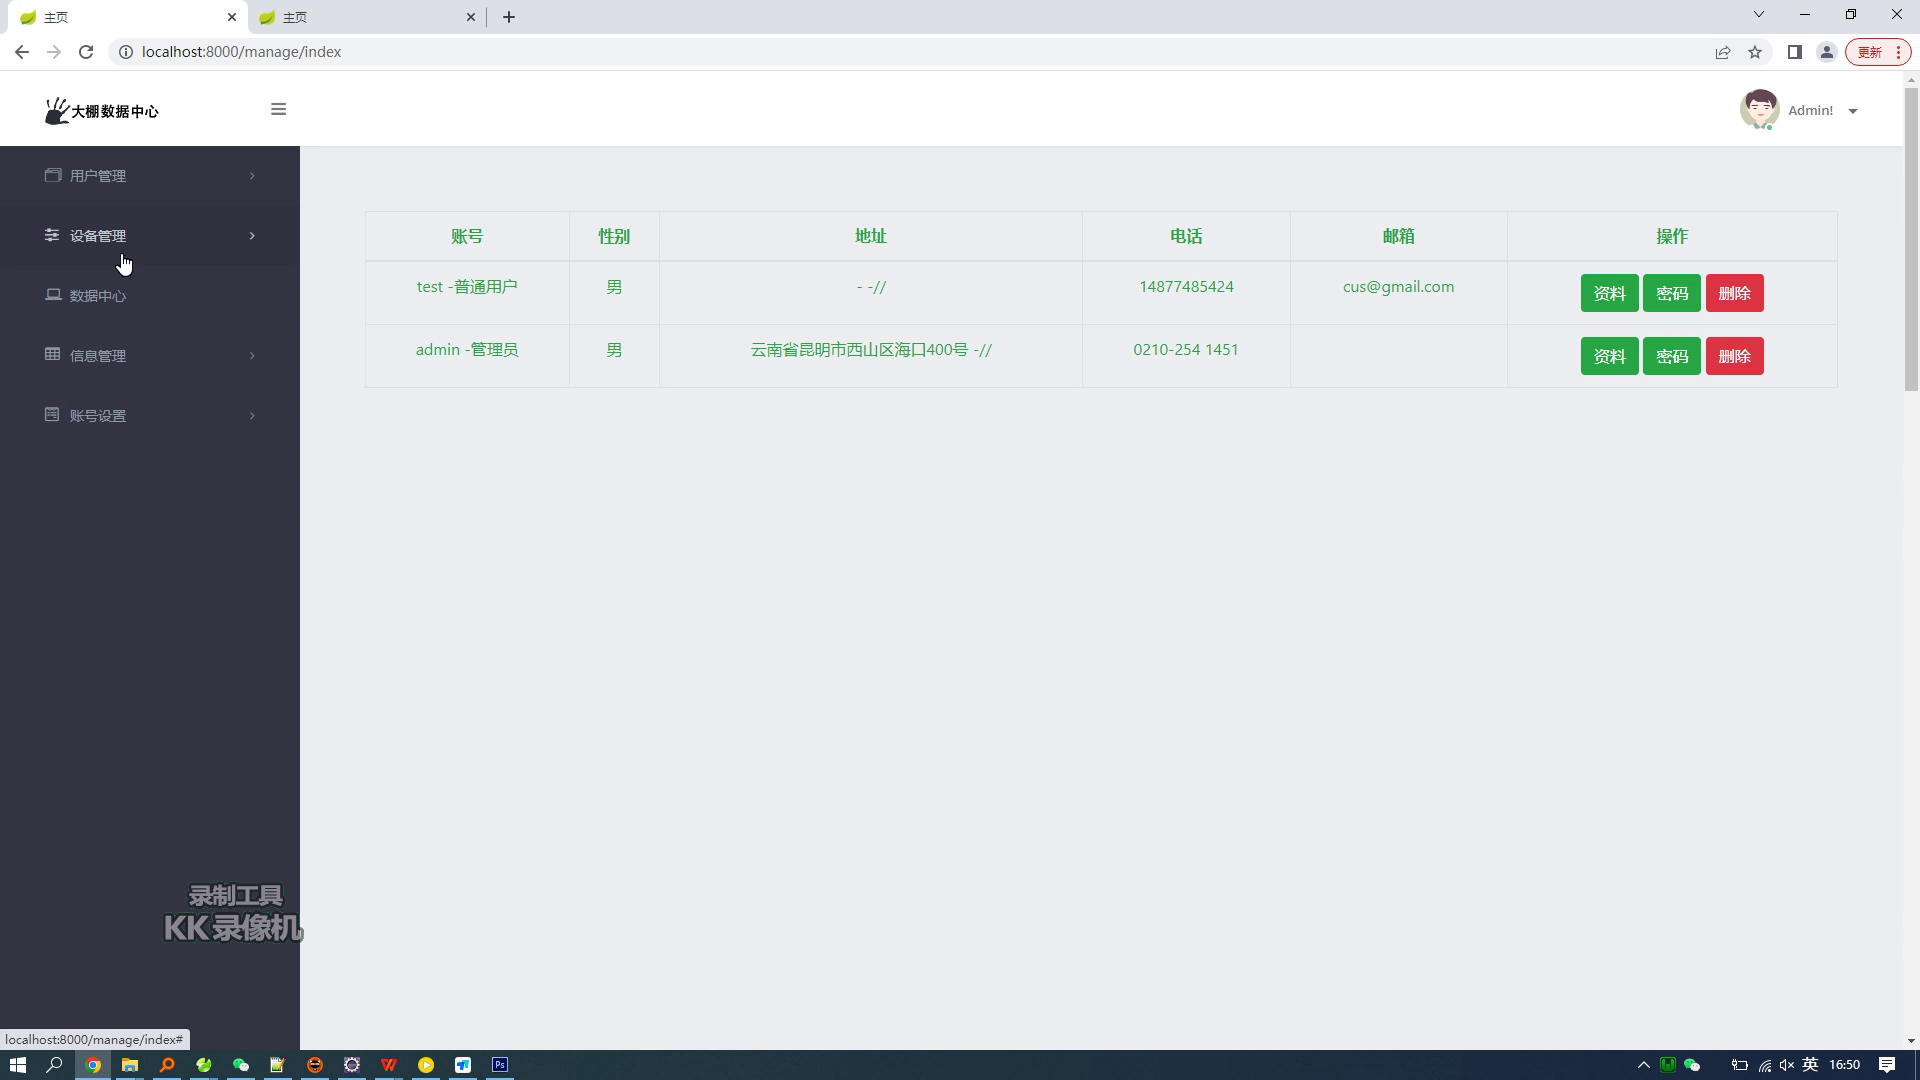 主页
主页
localhost:8000/manage/index
更新
大棚数据中心
Admin!
用户管理
设备管理
数据中心
信息管理
账号设置
账号 性别 地址 电话 邮箱 操作
test -普通用户 男 - -// 14877485424 cus@gmail.com 资料 密码 删除
admin -管理员 男 云南省昆明市西山区海口400号 -// 0210-254 1451 资料 密码 删除
录制工具
KK录像机
localhost:8000/manage/index#
Ps
英 16:50